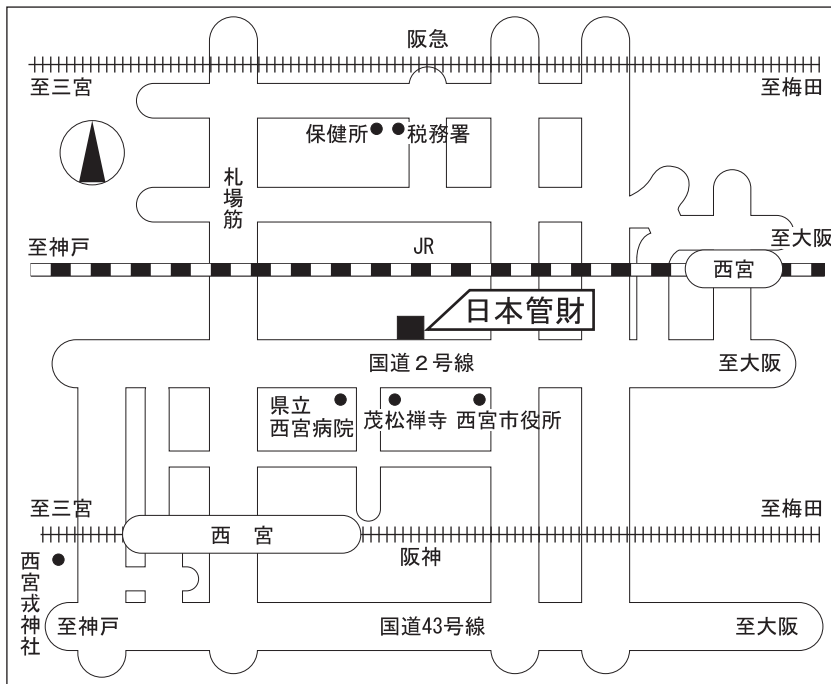 阪急
至三宮
至梅田
保健所
税務署
札場筋
至神戸
JR
至大阪
西宮
日本管財
国道２号線
至大阪
県立
西宮病院
茂松禅寺
西宮市役所
至三宮
至梅田
西 宮
阪神
西宮戎神社
至神戸
国道43号線
至大阪